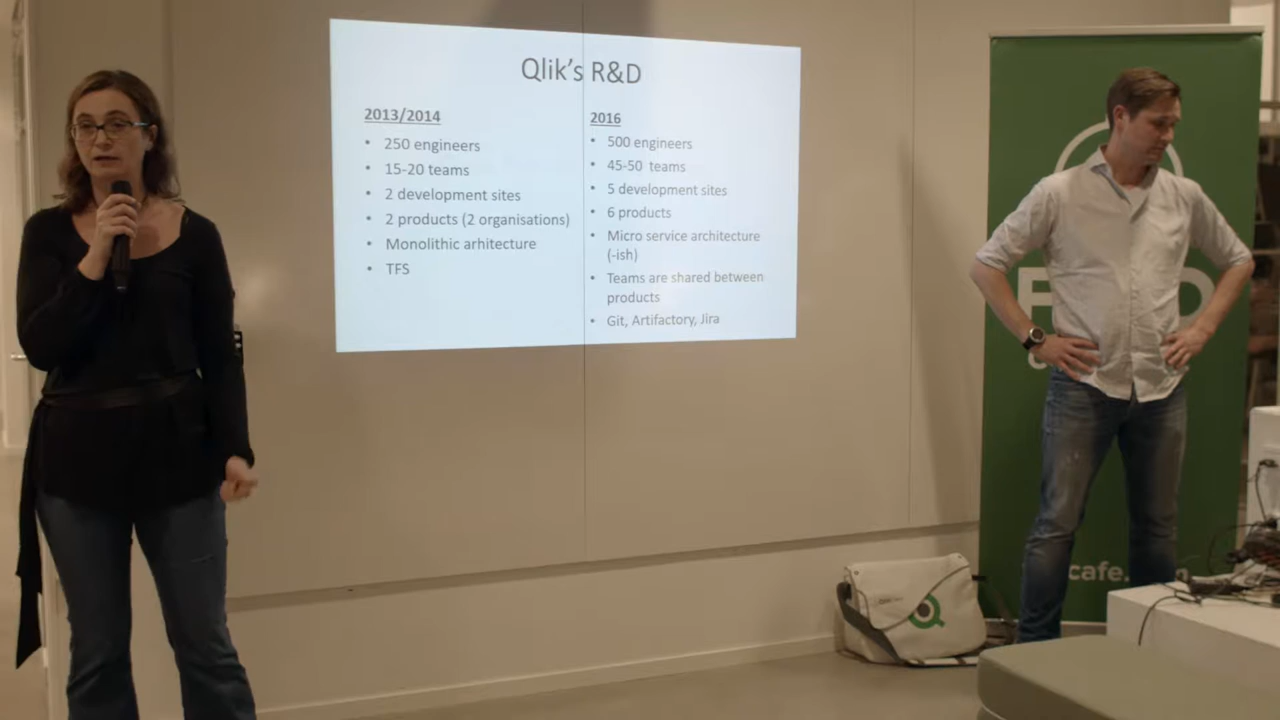 Qlik's R&D
2013/2014
• 250 engineers
• 15-20 teams
• 2 development sites
• 2 products (2 organisations)
• Monolithic arhitecture
• TFS
2016
• 500 engineers
• 45-50 teams
• 5 development sites
• 6 products
• Micro service architecture
(-ish)
• Teams are shared between
products
• Git, Artifactory, Jira
cafe.